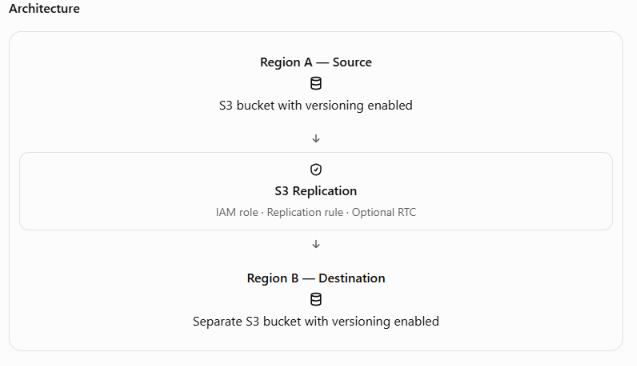 Architecture
Region A — Source
S3 bucket with versioning enabled
S3 Replication
IAM role · Replication rule · Optional RTC
Region B — Destination
Separate S3 bucket with versioning enabled